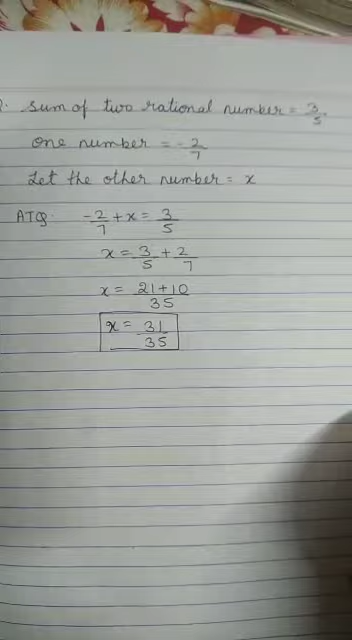 Sum of two rational number = 3/5
One number = -2/7
Let the other number = x
ATQ. -2/7 + x = 3/5
x = 3/5 + 2/7
x = 21+10/35
x = 31/35